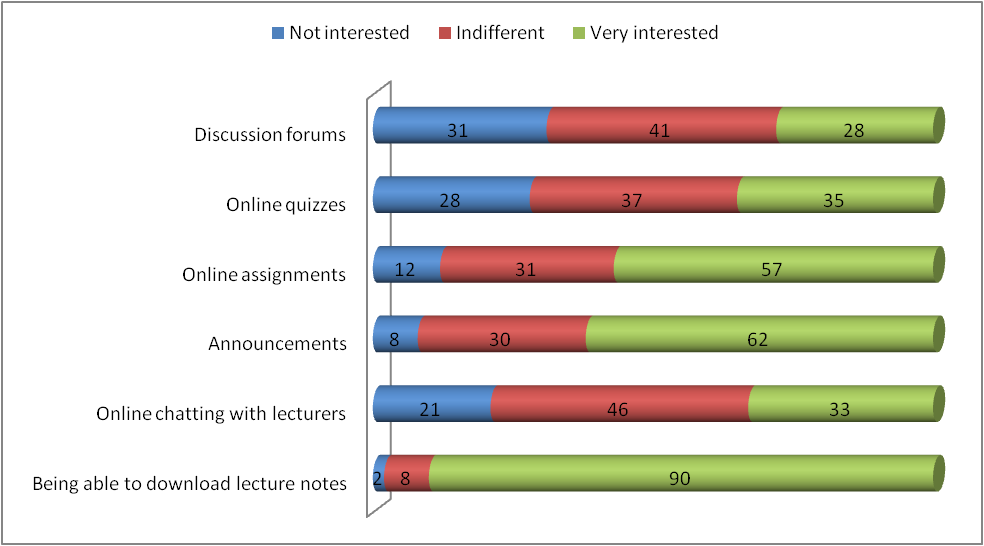 Not interested Indifferent Very interested
Discussion forums 31 41 28
Online quizzes 28 37 35
Online assignments 12 31 57
Announcements 8 30 62
Online chatting with lecturers 21 46 33
Being able to download lecture notes 2 8 90